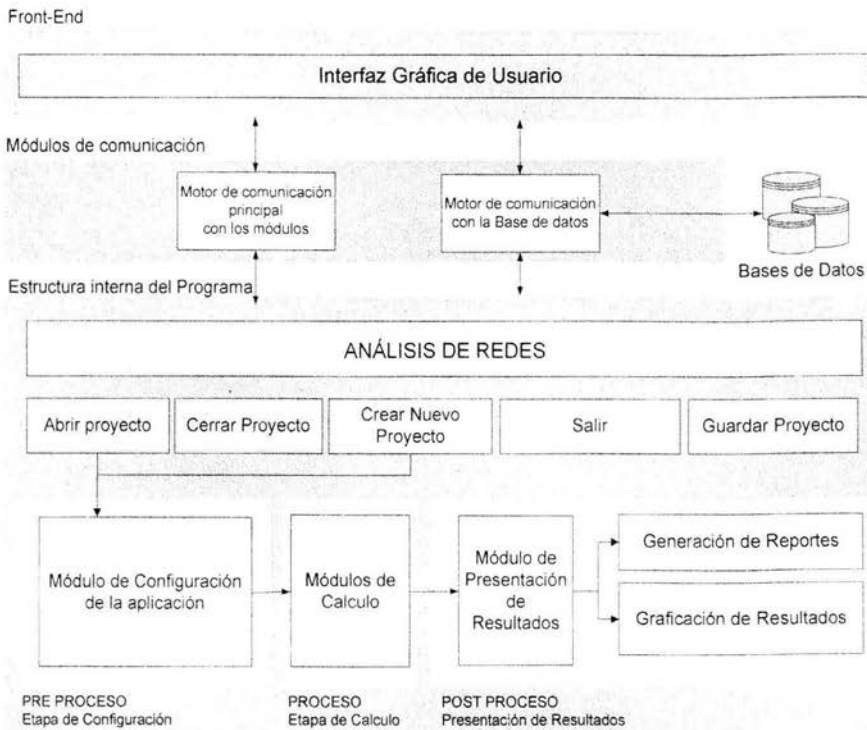 Front-End
Interfaz Gráfica de Usuario
Módulos de comunicación
Motor de comunicación
principal
con los módulos
Motor de comunicación
con la Base de datos
Bases de Datos
Estructura interna del Programa
ANÁLISIS DE REDES
Abrir proyecto
Cerrar Proyecto
Crear Nuevo
Proyecto
Salir
Guardar Proyecto
Módulo de Configuración
de la aplicación
Módulos de
Calculo
Módulo de
Presentación
de
Resultados
Generación de Reportes
Graficación de Resultados
PRE PROCESO
Etapa de Configuración
PROCESO
Etapa de Calculo
POST PROCESO
Presentación de Resultados